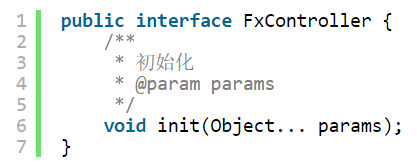 1 public interface FxController {
2     /**
3      * 初始化
4      * @param params
5      */
6     void init(Object... params);
7 }